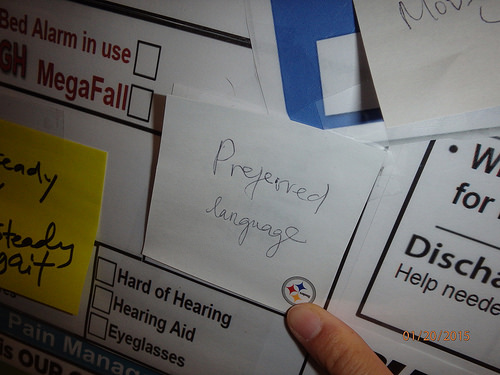 Bed Alarm in use
GH MegaFall
Mov
Preferred
language
eady
teady
gait
Hard of Hearing
Hearing Aid
Eyeglasses
Pain Manag
is OUR
• W
for
Discha
Help neede
01/20/2015